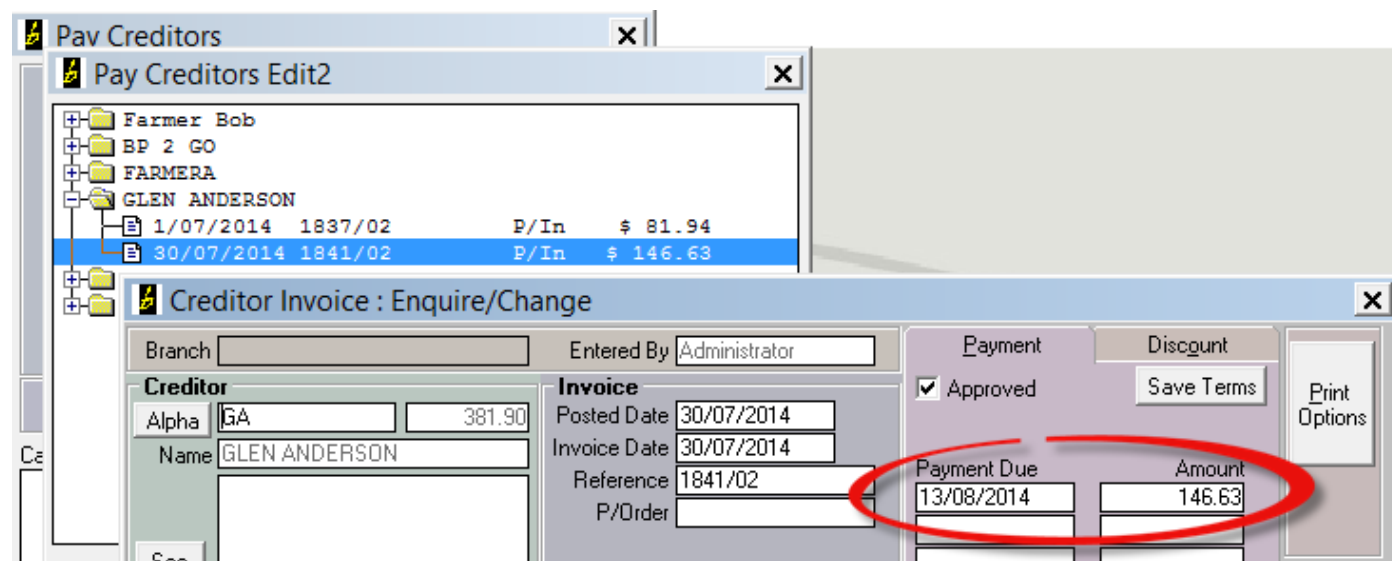 Pay Creditors
Pay Creditors Edit2
Farmer Bob
BP 2 GO
FARMERA
GLEN ANDERSON
1/07/2014 1837/02 P/In $ 81.94
30/07/2014 1841/02 P/In $ 146.63
Creditor Invoice : Enquire/Change
Branch Entered By Administrator Payment Discount
Creditor Invoice Approved Save Terms Print Options
Alpha GA 381.90 Posted Date 30/07/2014
Name GLEN ANDERSON Invoice Date 30/07/2014
Ca
Reference 1841/02 Payment Due Amount
P/Order 13/08/2014 146.63